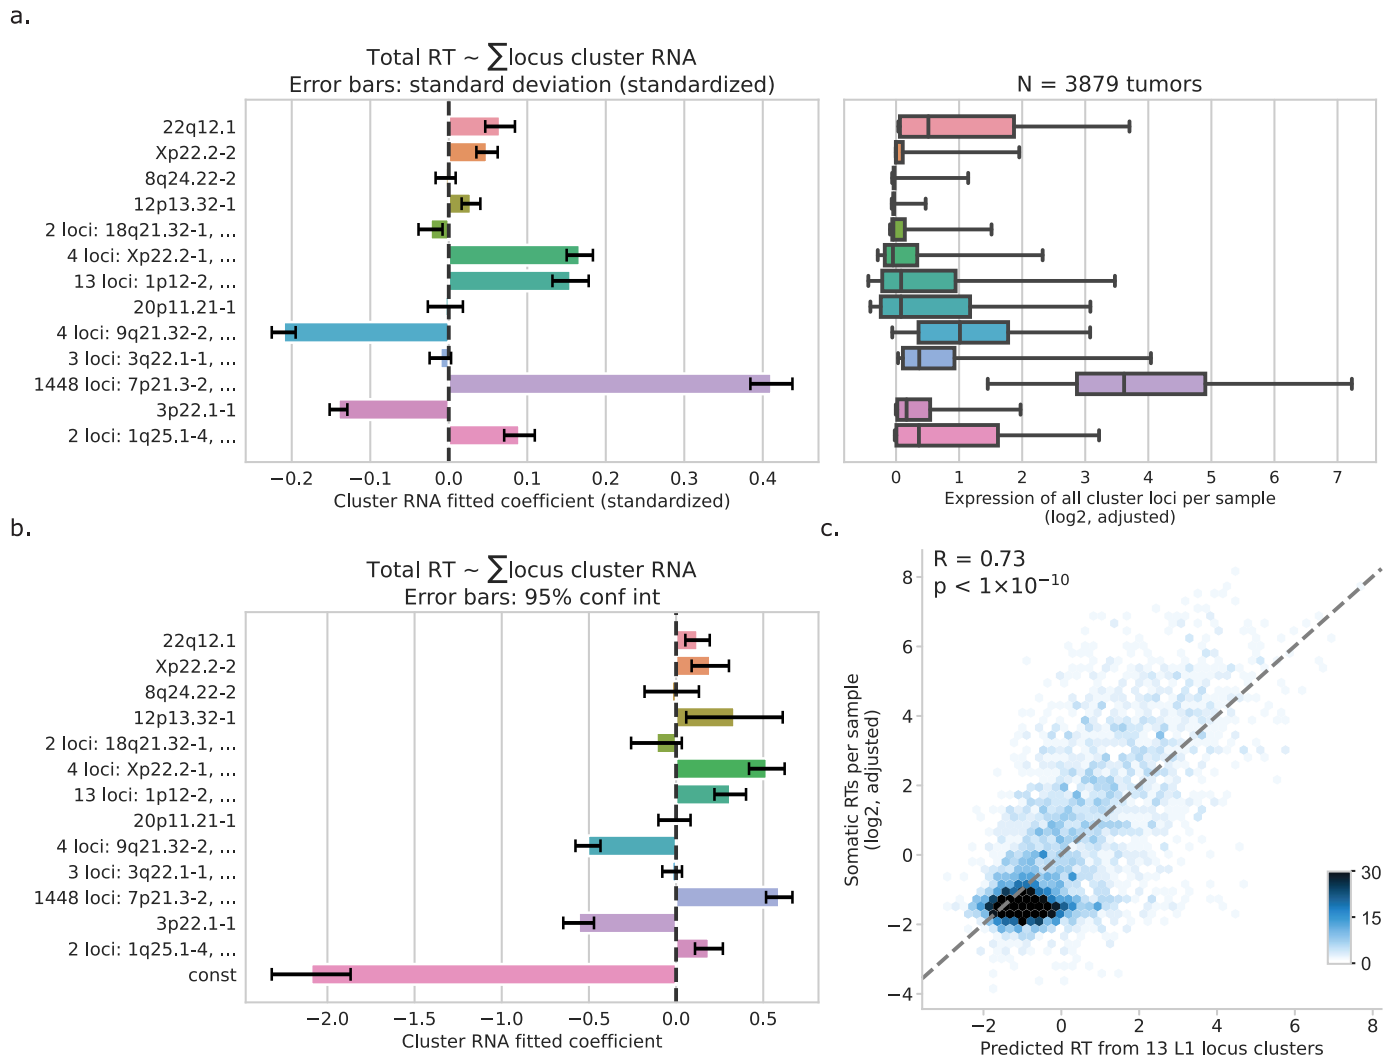 a.
Total RT ~ ∑locus cluster RNA
Error bars: standard deviation (standardized)
22q12.1
Xp22.2-2
8q24.22-2
12p13.32-1
2 loci: 18q21.32-1, ...
4 loci: Xp22.2-1, ...
13 loci: 1p12-2, ...
20p11.21-1
4 loci: 9q21.32-2, ...
3 loci: 3q22.1-1, ...
1448 loci: 7p21.3-2, ...
3p22.1-1
2 loci: 1q25.1-4, ...
−0.2 −0.1 0.0 0.1 0.2 0.3 0.4
Cluster RNA fitted coefficient (standardized)
N = 3879 tumors
0 1 2 3 4 5 6 7
Expression of all cluster loci per sample
(log2, adjusted)
b.
Total RT ~ ∑locus cluster RNA
Error bars: 95% conf int
22q12.1
Xp22.2-2
8q24.22-2
12p13.32-1
2 loci: 18q21.32-1, ...
4 loci: Xp22.2-1, ...
13 loci: 1p12-2, ...
20p11.21-1
4 loci: 9q21.32-2, ...
3 loci: 3q22.1-1, ...
1448 loci: 7p21.3-2, ...
3p22.1-1
2 loci: 1q25.1-4, ...
const
−2.0 −1.5 −1.0 −0.5 0.0 0.5
Cluster RNA fitted coefficient
c.
R = 0.73
p < 1×10⁻¹⁰
Somatic RTs per sample
(log2, adjusted)
8
6
4
2
0
−2
−4
30
15
0
−2 0 2 4 6 8
Predicted RT from 13 L1 locus clusters